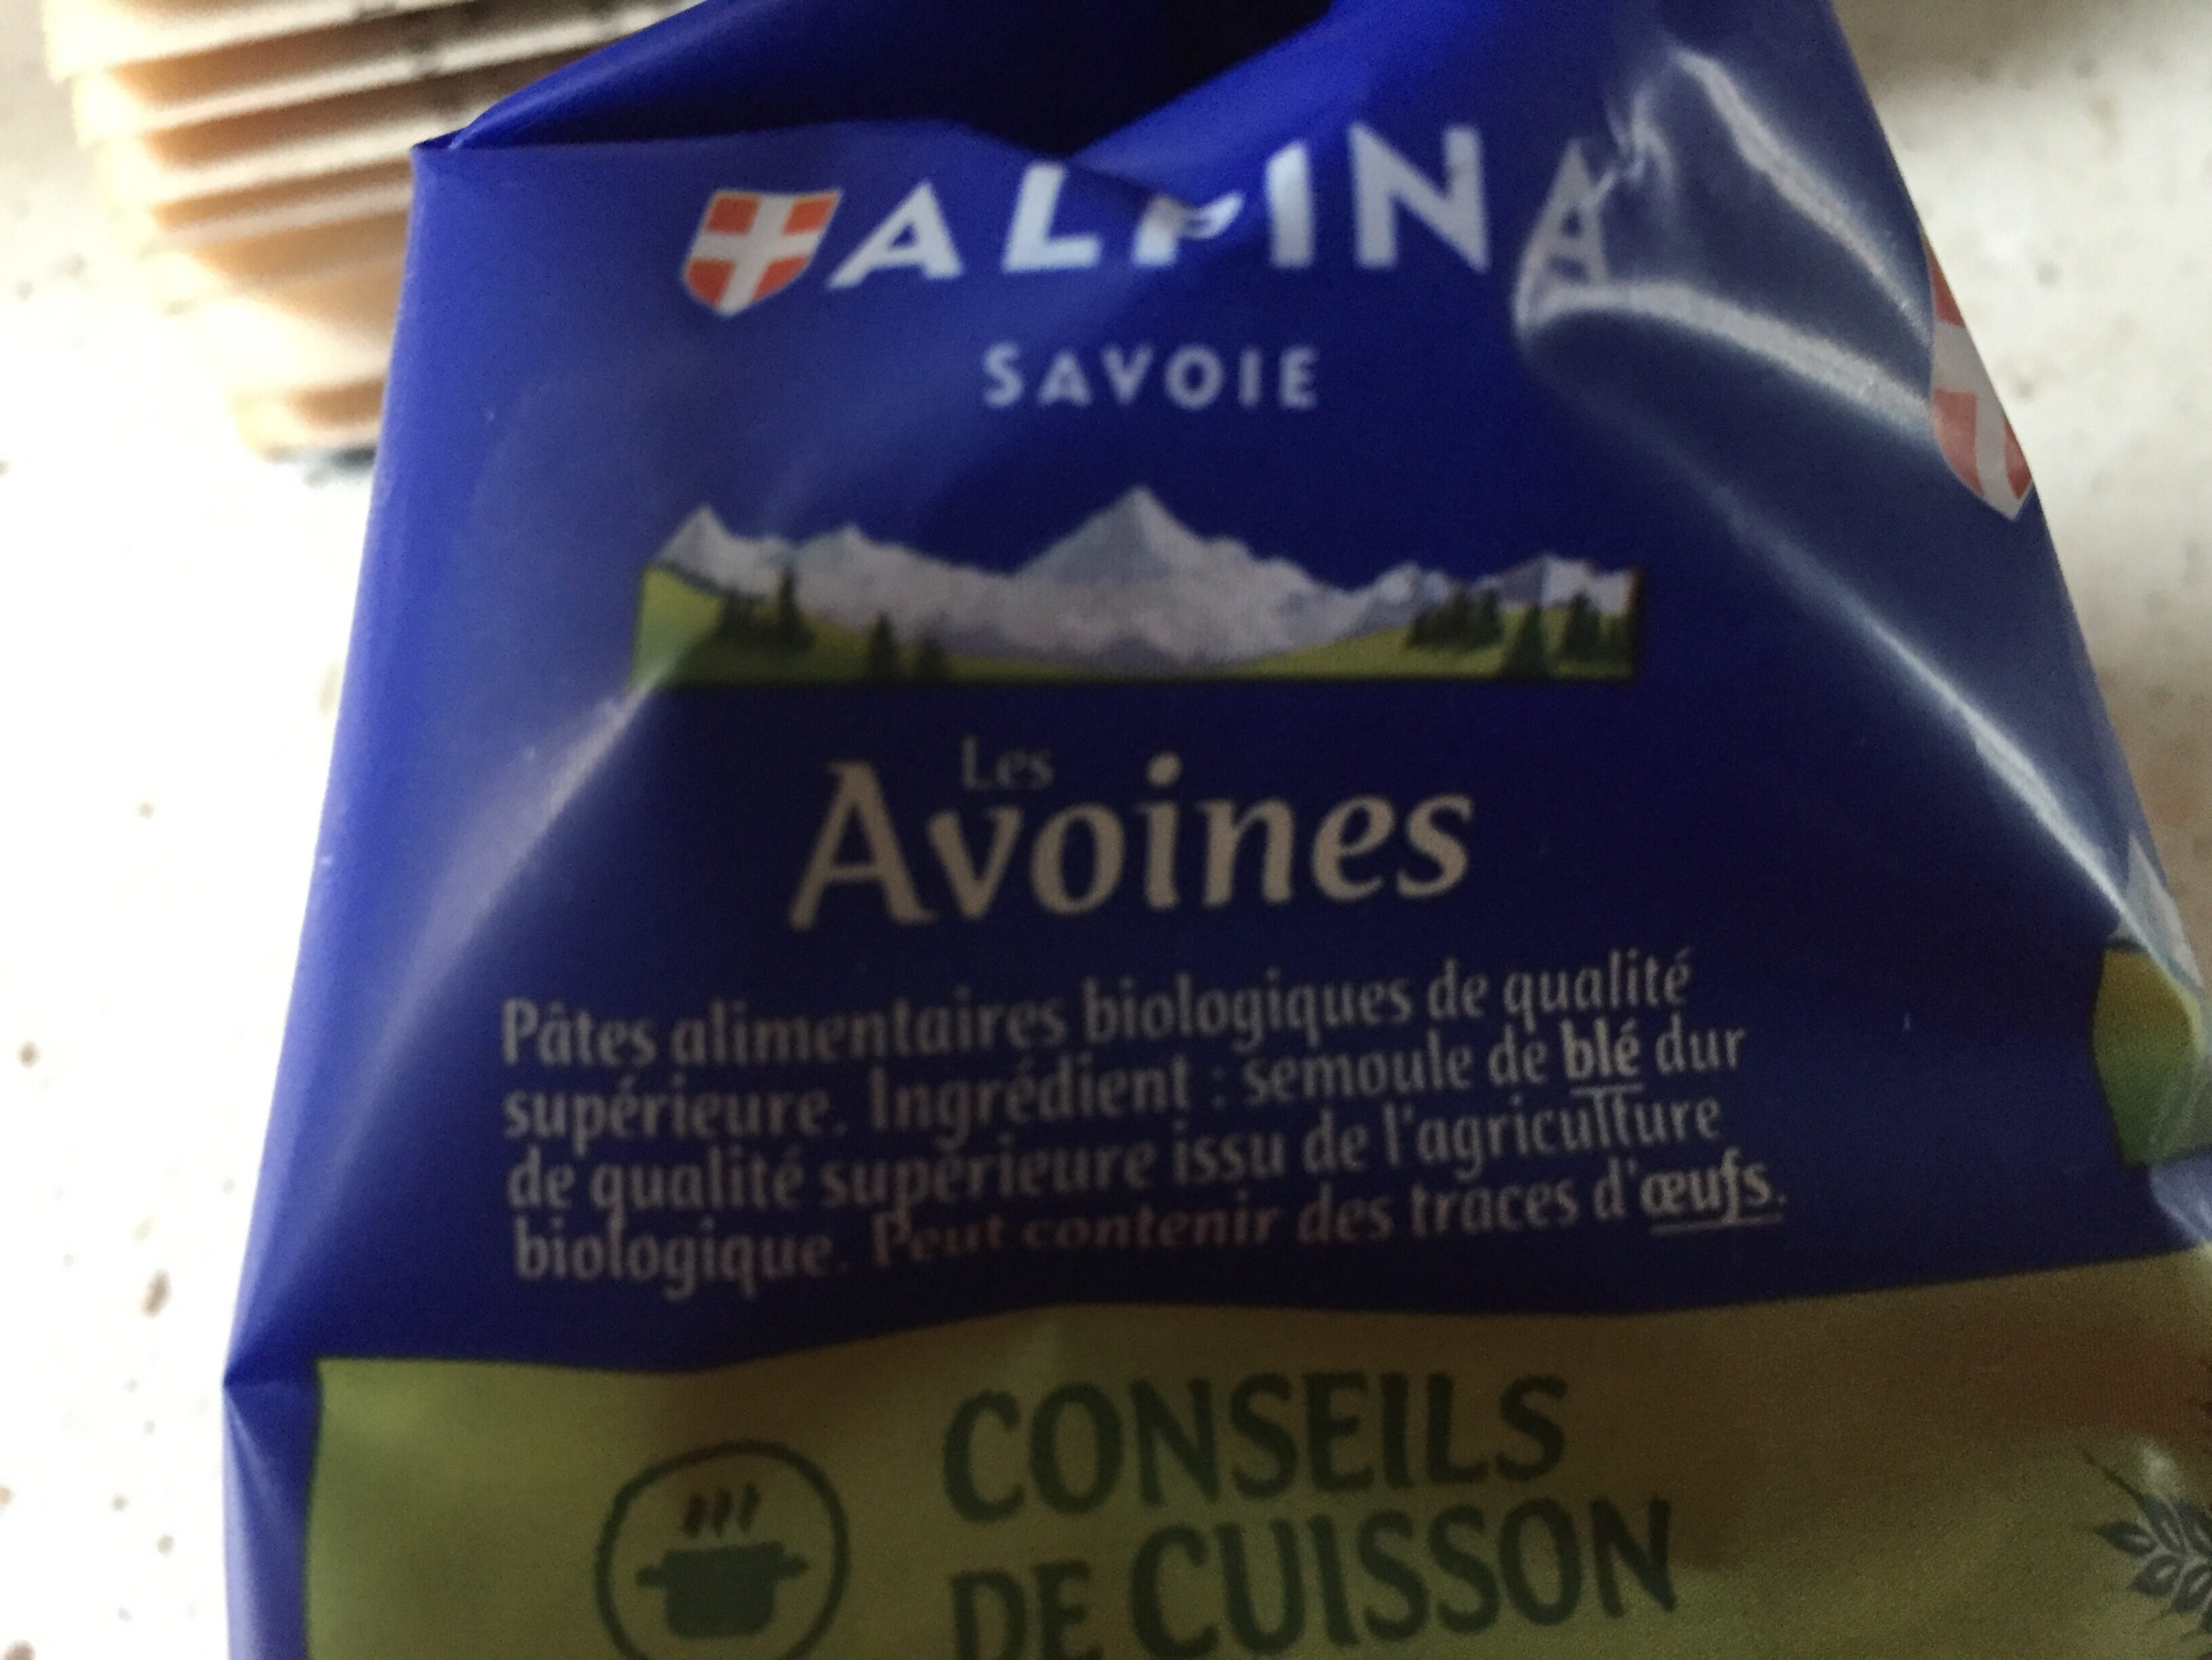 ALPINA
SAVOIE
Les
Avoines
Pâtes alimentaires biologiques de qualité
supérieure. Ingrédient : semoule de blé dur
de qualité supérieure issu de l'agriculture
biologique. Peut contenir des traces d'œufs.
CONSEILS
DE CUISSON